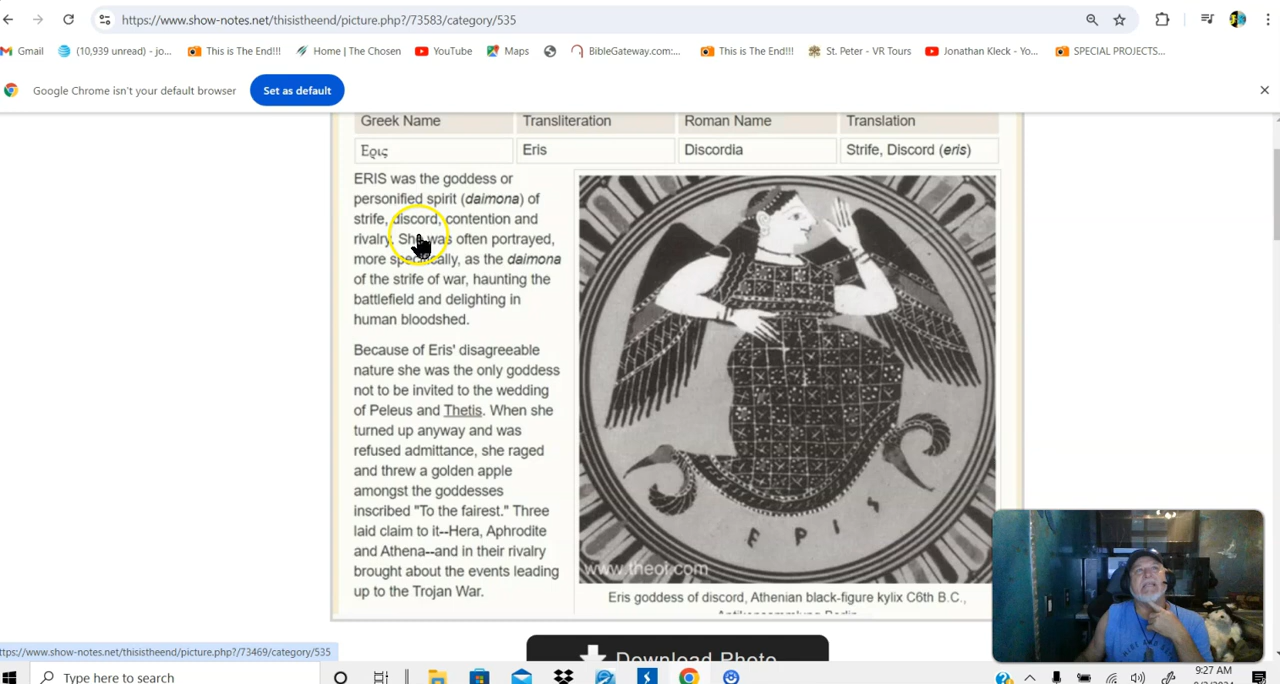 https://www.show-notes.net/thisistheend/picture.php?/73583/category/535
Gmail
(10,939 unread) - jo...
This is The End!!!
Home | The Chosen
YouTube
Maps
BibleGateway.com:...
This is The End!!!
St. Peter - VR Tours
Jonathan Kleck - Yo...
SPECIAL PROJECTS...
Google Chrome isn't your default browser
Set as default
Greek Name
Transliteration
Roman Name
Translation
Ερις
Eris
Discordia
Strife, Discord (eris)
ERIS was the goddess or
personified spirit (daimona) of
strife, discord, contention and
rivalry. She was often portrayed,
more specifically, as the daimona
of the strife of war, haunting the
battlefield and delighting in
human bloodshed.
Because of Eris' disagreeable
nature she was the only goddess
not to be invited to the wedding
of Peleus and Thetis. When she
turned up anyway and was
refused admittance, she raged
and threw a golden apple
amongst the goddesses
inscribed "To the fairest." Three
laid claim to it--Hera, Aphrodite
and Athena--and in their rivalry
brought about the events leading
up to the Trojan War.
ΕΡΙΣ
www.theoi.com
Eris goddess of discord, Athenian black-figure kylix C6th B.C.,
Download Photo
ttps://www.show-notes.net/thisistheend/picture.php?/73469/category/535
Type here to search
9:27 AM